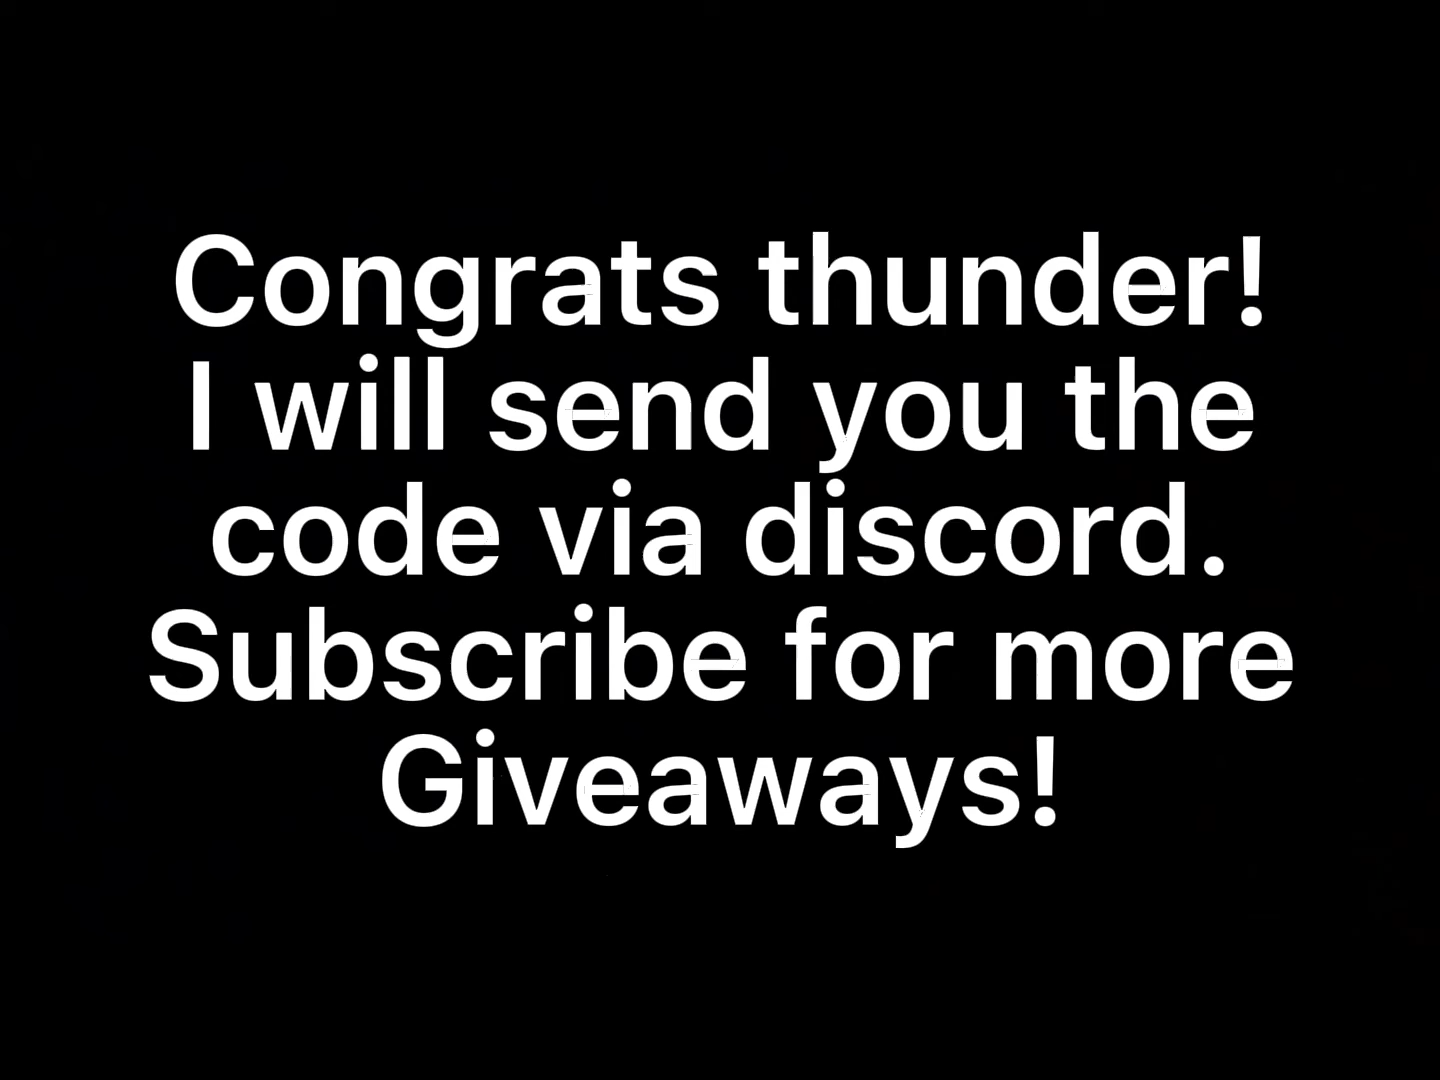 Congrats thunder!
I will send you the
code via discord.
Subscribe for more
Giveaways!